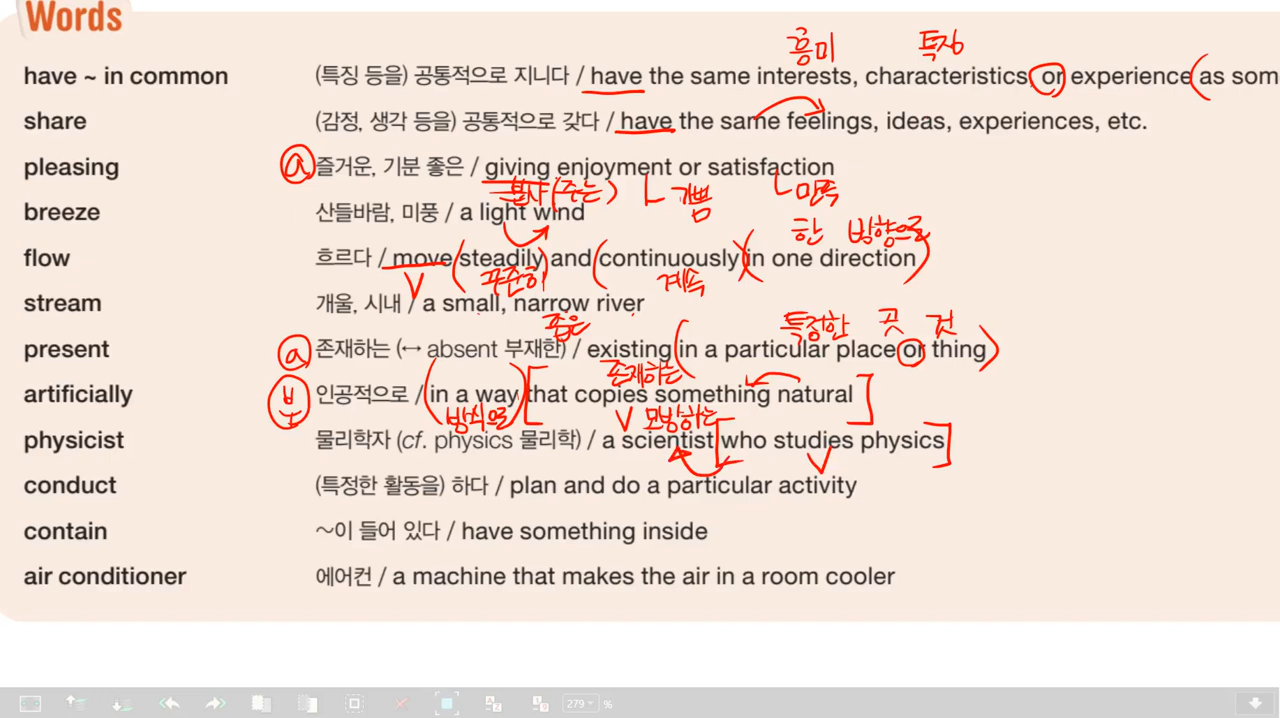 Words
흥미 특징
have ~ in common (특징 등을) 공통적으로 지니다 / have the same interests, characteristics, or experience as som
share (감정, 생각 등을) 공통적으로 갖다 / have the same feelings, ideas, experiences, etc.
pleasing ⓐ 즐거운, 기분 좋은 / giving enjoyment or satisfaction
분사 (주는) 기쁨 만족
breeze 산들바람, 미풍 / a light wind
한 방향으로
flow 흐르다 / move steadily and continuously in one direction
V 꾸준히 계속
stream 개울, 시내 / a small, narrow river
좁은 특정한 곳 것
present ⓐ 존재하는 (↔ absent 부재한) / existing in a particular place or thing
존재하는
artificially 부 인공적으로 / in a way that copies something natural
방식으로 V 모방하는
physicist 물리학자 (cf. physics 물리학) / a scientist who studies physics
V
conduct (특정한 활동을) 하다 / plan and do a particular activity
contain ～이 들어 있다 / have something inside
air conditioner 에어컨 / a machine that makes the air in a room cooler
279 %